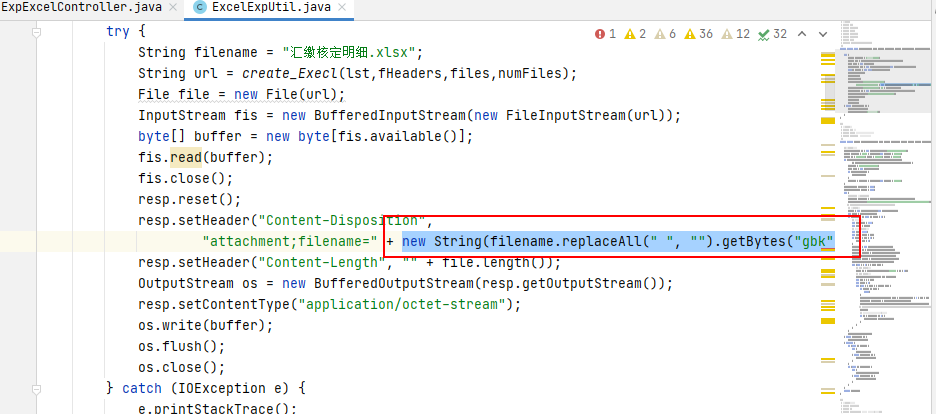 ExpExcelController.java × ExcelExpUtil.java ×
try {
1 2 6 36 12 32
String filename = "汇缴核定明细.xlsx";
String url = create_Execl(lst,fHeaders,files,numFiles);
File file = new File(url);
InputStream fis = new BufferedInputStream(new FileInputStream(url));
byte[] buffer = new byte[fis.available()];
fis.read(buffer);
fis.close();
resp.reset();
resp.setHeader("Content-Disposition",
"attachment;filename=" + new String(filename.replaceAll(" ", "").getBytes("gbk"
resp.setHeader("Content-Length", "" + file.length());
OutputStream os = new BufferedOutputStream(resp.getOutputStream());
resp.setContentType("application/octet-stream");
os.write(buffer);
os.flush();
os.close();
} catch (IOException e) {
e.printStackTrace();